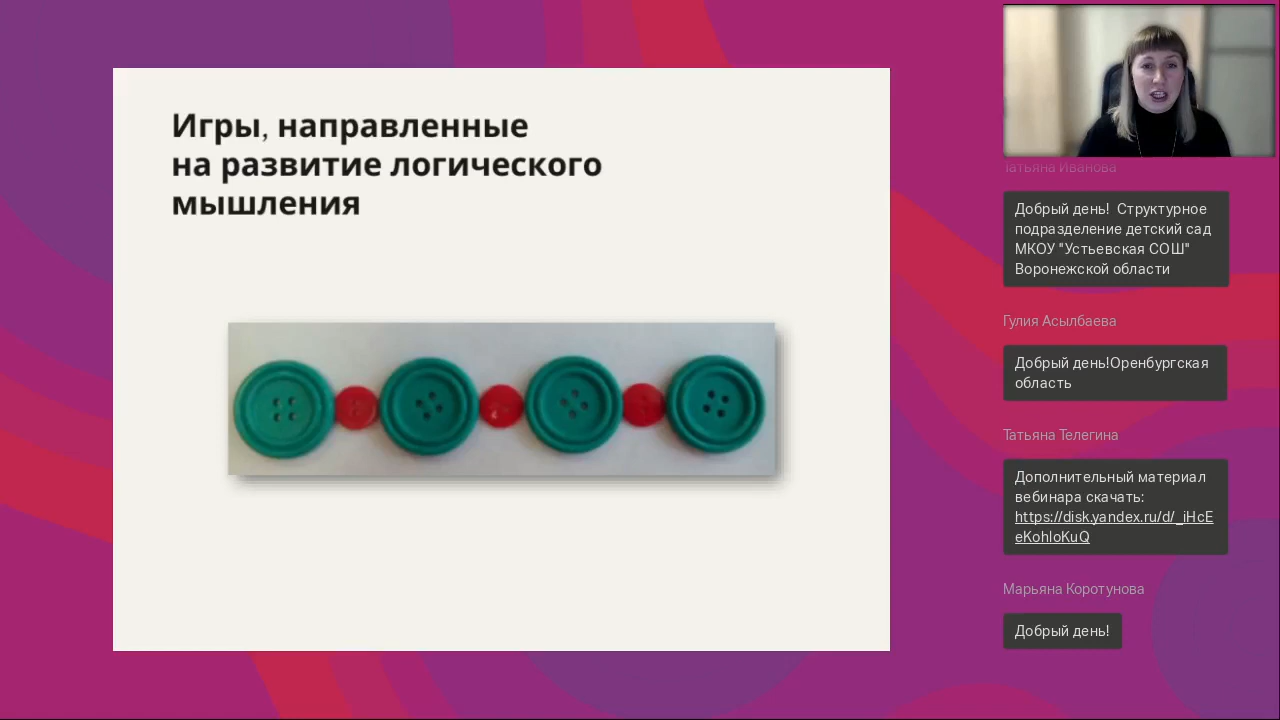 Игры, направленные
на развитие логического
мышления
Татьяна Иванова
Добрый день!  Структурное
подразделение детский сад
МКОУ "Устьевская СОШ"
Воронежской области
Гулия Асылбаева
Добрый день!Оренбургская
область
Татьяна Телегина
Дополнительный материал
вебинара скачать:
https://disk.yandex.ru/d/_iHcE
eKohloKuQ
Марьяна Коротунова
Добрый день!